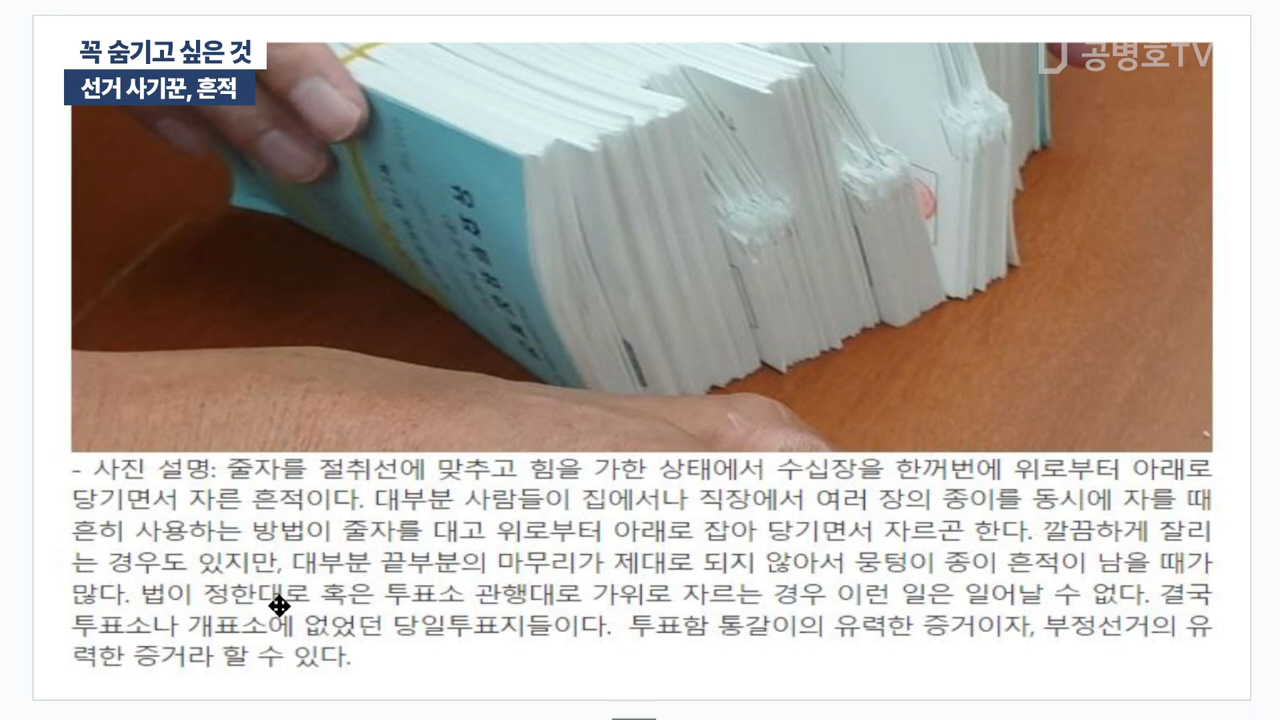 꼭 숨기고 싶은 것
선거 사기꾼, 흔적
공병호TV
- 사진 설명: 줄자를 절취선에 맞추고 힘을 가한 상태에서 수십장을 한꺼번에 위로부터 아래로
당기면서 자른 흔적이다. 대부분 사람들이 집에서나 직장에서 여러 장의 종이를 동시에 자를 때
흔히 사용하는 방법이 줄자를 대고 위로부터 아래로 잡아 당기면서 자르곤 한다. 깔끔하게 잘리
는 경우도 있지만, 대부분 끝부분의 마무리가 제대로 되지 않아서 뭉텅이 종이 흔적이 남을 때가
많다. 법이 정한대로 혹은 투표소 관행대로 가위로 자르는 경우 이런 일은 일어날 수 없다. 결국
투표소나 개표소에 없었던 당일투표지들이다. 투표함 통갈이의 유력한 증거이자, 부정선거의 유
력한 증거라 할 수 있다.